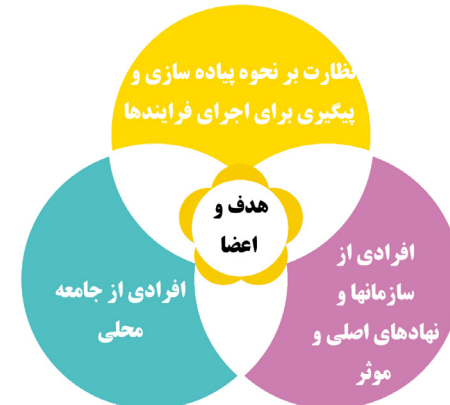 نظارت بر نحوه پیاده سازی و
پیگیری برای اجرای فرایندها
هدف و
اعضا
افرادی از
سازمانها و
نهادهای اصلی و
موثر
افرادی از جامعه
محلی